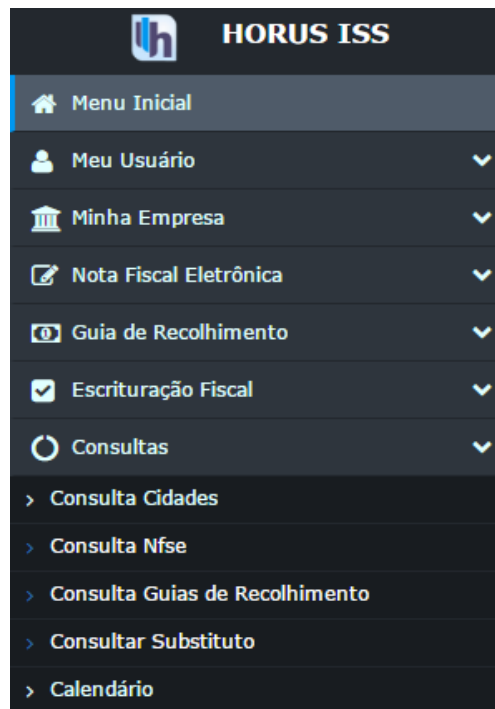 HORUS ISS
Menu Inicial
Meu Usuário
Minha Empresa
Nota Fiscal Eletrônica
Guia de Recolhimento
Escrituração Fiscal
Consultas
Consulta Cidades
Consulta Nfse
Consulta Guias de Recolhimento
Consultar Substituto
Calendário